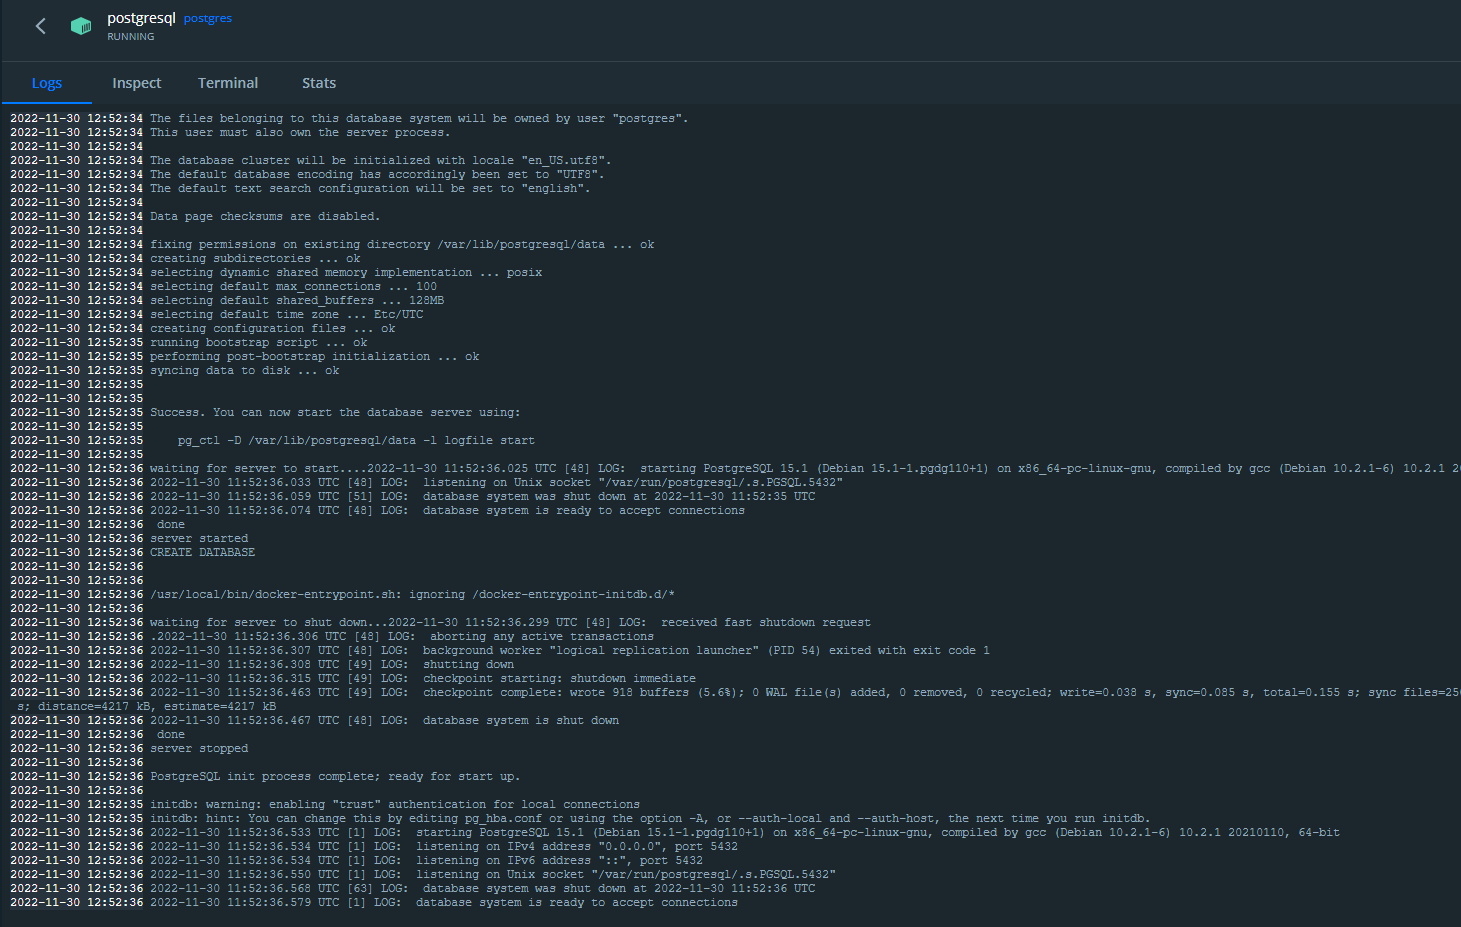 postgresql postgres
RUNNING
Logs Inspect Terminal Stats
2022-11-30 12:52:34 The files belonging to this database system will be owned by user "postgres".
2022-11-30 12:52:34 This user must also own the server process.
2022-11-30 12:52:34
2022-11-30 12:52:34 The database cluster will be initialized with locale "en_US.utf8".
2022-11-30 12:52:34 The default database encoding has accordingly been set to "UTF8".
2022-11-30 12:52:34 The default text search configuration will be set to "english".
2022-11-30 12:52:34
2022-11-30 12:52:34 Data page checksums are disabled.
2022-11-30 12:52:34
2022-11-30 12:52:34 fixing permissions on existing directory /var/lib/postgresql/data ... ok
2022-11-30 12:52:34 creating subdirectories ... ok
2022-11-30 12:52:34 selecting dynamic shared memory implementation ... posix
2022-11-30 12:52:34 selecting default max_connections ... 100
2022-11-30 12:52:34 selecting default shared_buffers ... 128MB
2022-11-30 12:52:34 selecting default time zone ... Etc/UTC
2022-11-30 12:52:34 creating configuration files ... ok
2022-11-30 12:52:35 running bootstrap script ... ok
2022-11-30 12:52:35 performing post-bootstrap initialization ... ok
2022-11-30 12:52:35 syncing data to disk ... ok
2022-11-30 12:52:35
2022-11-30 12:52:35
2022-11-30 12:52:35 Success. You can now start the database server using:
2022-11-30 12:52:35
2022-11-30 12:52:35     pg_ctl -D /var/lib/postgresql/data -l logfile start
2022-11-30 12:52:35
2022-11-30 12:52:36 waiting for server to start....2022-11-30 11:52:36.025 UTC [48] LOG:  starting PostgreSQL 15.1 (Debian 15.1-1.pgdg110+1) on x86_64-pc-linux-gnu, compiled by gcc (Debian 10.2.1-6) 10.2.1 20
2022-11-30 12:52:36 2022-11-30 11:52:36.033 UTC [48] LOG:  listening on Unix socket "/var/run/postgresql/.s.PGSQL.5432"
2022-11-30 12:52:36 2022-11-30 11:52:36.059 UTC [51] LOG:  database system was shut down at 2022-11-30 11:52:35 UTC
2022-11-30 12:52:36 2022-11-30 11:52:36.074 UTC [48] LOG:  database system is ready to accept connections
2022-11-30 12:52:36  done
2022-11-30 12:52:36 server started
2022-11-30 12:52:36 CREATE DATABASE
2022-11-30 12:52:36
2022-11-30 12:52:36
2022-11-30 12:52:36 /usr/local/bin/docker-entrypoint.sh: ignoring /docker-entrypoint-initdb.d/*
2022-11-30 12:52:36
2022-11-30 12:52:36 waiting for server to shut down...2022-11-30 11:52:36.299 UTC [48] LOG:  received fast shutdown request
2022-11-30 12:52:36 .2022-11-30 11:52:36.306 UTC [48] LOG:  aborting any active transactions
2022-11-30 12:52:36 2022-11-30 11:52:36.307 UTC [48] LOG:  background worker "logical replication launcher" (PID 54) exited with exit code 1
2022-11-30 12:52:36 2022-11-30 11:52:36.308 UTC [49] LOG:  shutting down
2022-11-30 12:52:36 2022-11-30 11:52:36.315 UTC [49] LOG:  checkpoint starting: shutdown immediate
2022-11-30 12:52:36 2022-11-30 11:52:36.463 UTC [49] LOG:  checkpoint complete: wrote 918 buffers (5.6%); 0 WAL file(s) added, 0 removed, 0 recycled; write=0.038 s, sync=0.085 s, total=0.155 s; sync files=250
s; distance=4217 kB, estimate=4217 kB
2022-11-30 12:52:36 2022-11-30 11:52:36.467 UTC [48] LOG:  database system is shut down
2022-11-30 12:52:36  done
2022-11-30 12:52:36 server stopped
2022-11-30 12:52:36
2022-11-30 12:52:36 PostgreSQL init process complete; ready for start up.
2022-11-30 12:52:36
2022-11-30 12:52:35 initdb: warning: enabling "trust" authentication for local connections
2022-11-30 12:52:35 initdb: hint: You can change this by editing pg_hba.conf or using the option -A, or --auth-local and --auth-host, the next time you run initdb.
2022-11-30 12:52:36 2022-11-30 11:52:36.533 UTC [1] LOG:  starting PostgreSQL 15.1 (Debian 15.1-1.pgdg110+1) on x86_64-pc-linux-gnu, compiled by gcc (Debian 10.2.1-6) 10.2.1 20210110, 64-bit
2022-11-30 12:52:36 2022-11-30 11:52:36.534 UTC [1] LOG:  listening on IPv4 address "0.0.0.0", port 5432
2022-11-30 12:52:36 2022-11-30 11:52:36.534 UTC [1] LOG:  listening on IPv6 address "::", port 5432
2022-11-30 12:52:36 2022-11-30 11:52:36.550 UTC [1] LOG:  listening on Unix socket "/var/run/postgresql/.s.PGSQL.5432"
2022-11-30 12:52:36 2022-11-30 11:52:36.568 UTC [63] LOG:  database system was shut down at 2022-11-30 11:52:36 UTC
2022-11-30 12:52:36 2022-11-30 11:52:36.579 UTC [1] LOG:  database system is ready to accept connections